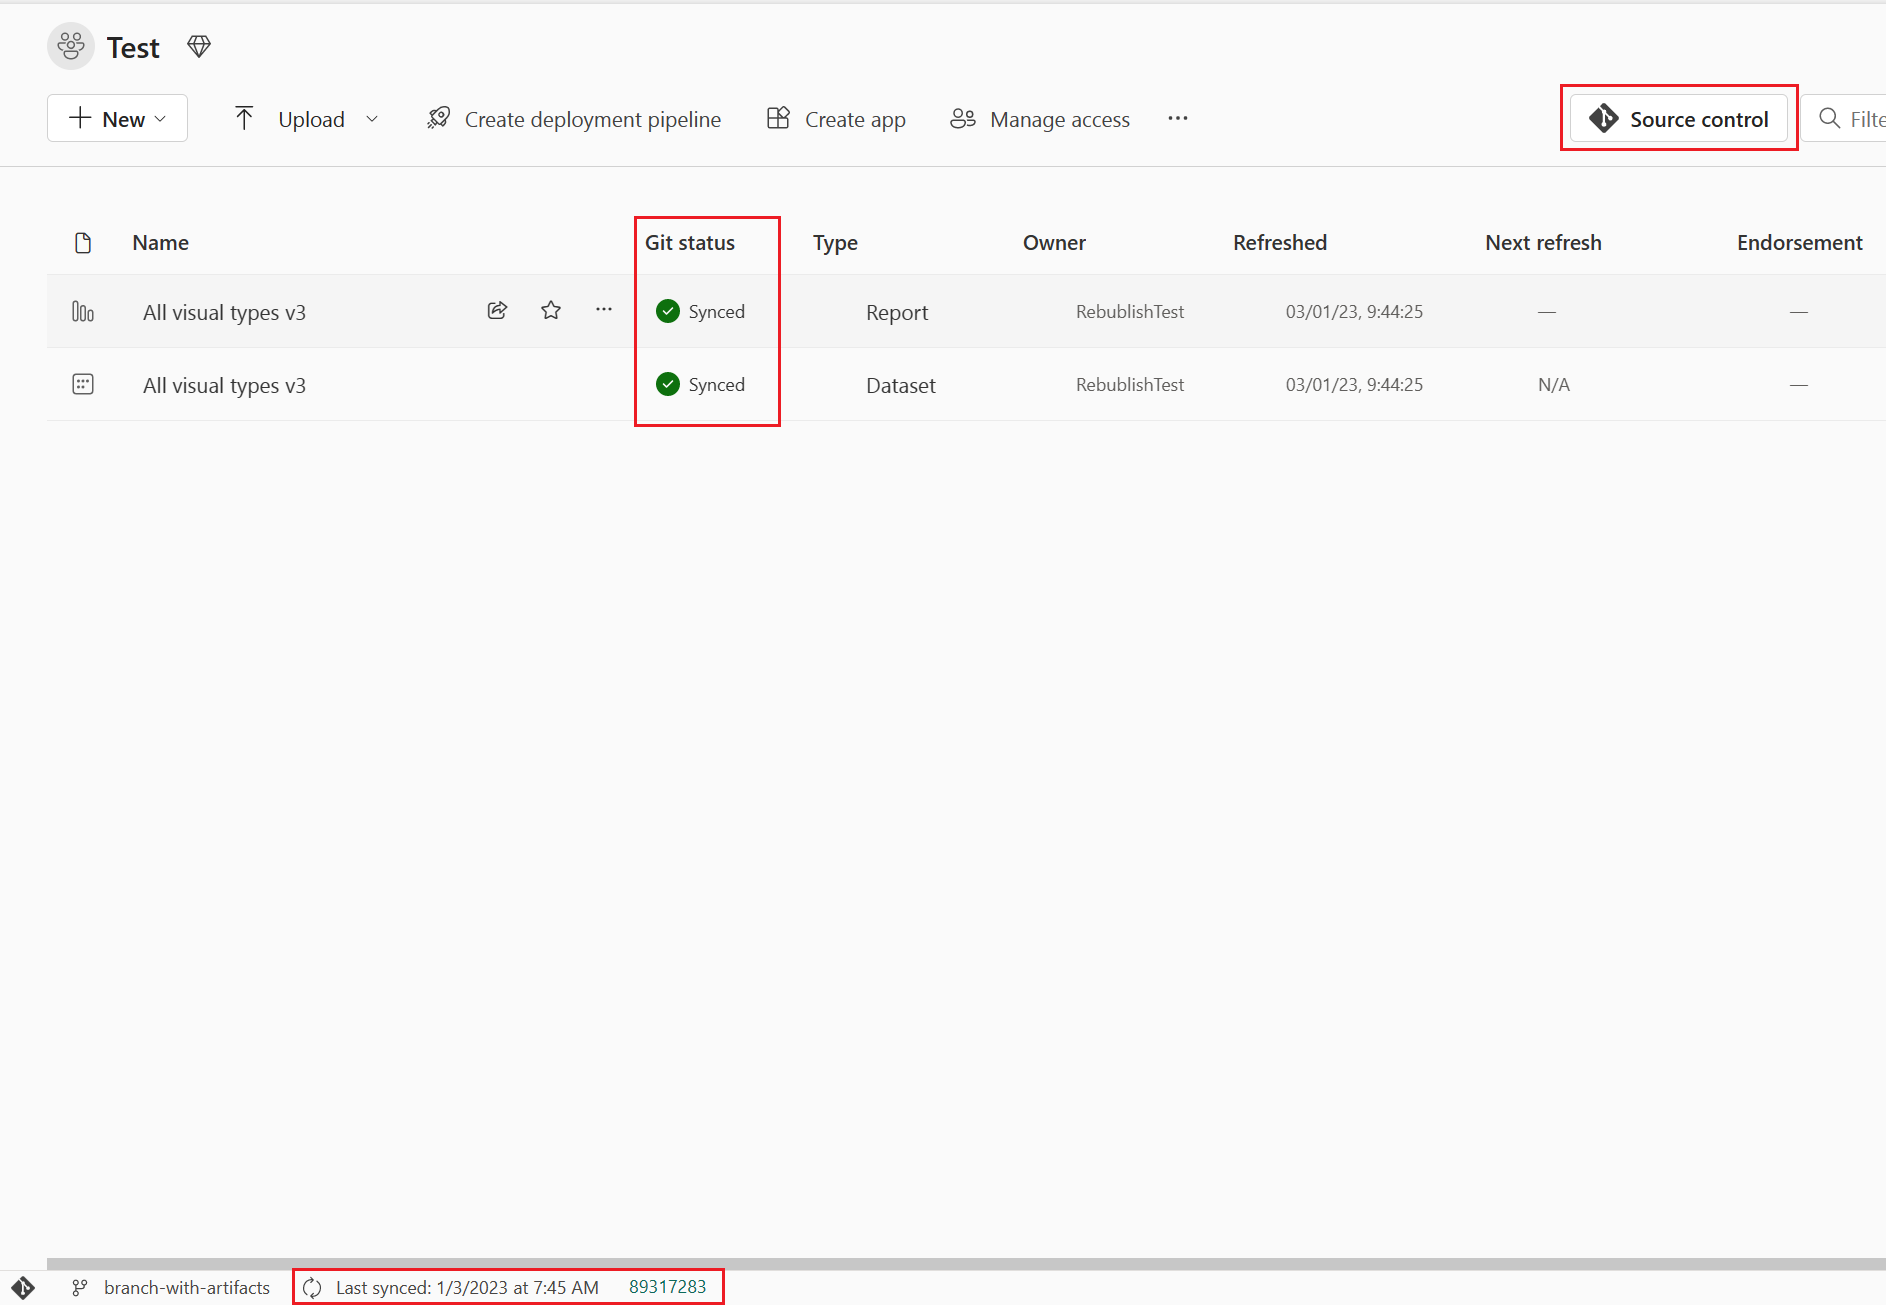 Test
New Upload Create deployment pipeline Create app Manage access ... Source control Filte
Name Git status Type Owner Refreshed Next refresh Endorsement
All visual types v3 ... Synced Report RebublishTest 03/01/23, 9:44:25 — —
All visual types v3 Synced Dataset RebublishTest 03/01/23, 9:44:25 N/A —
branch-with-artifacts Last synced: 1/3/2023 at 7:45 AM 89317283